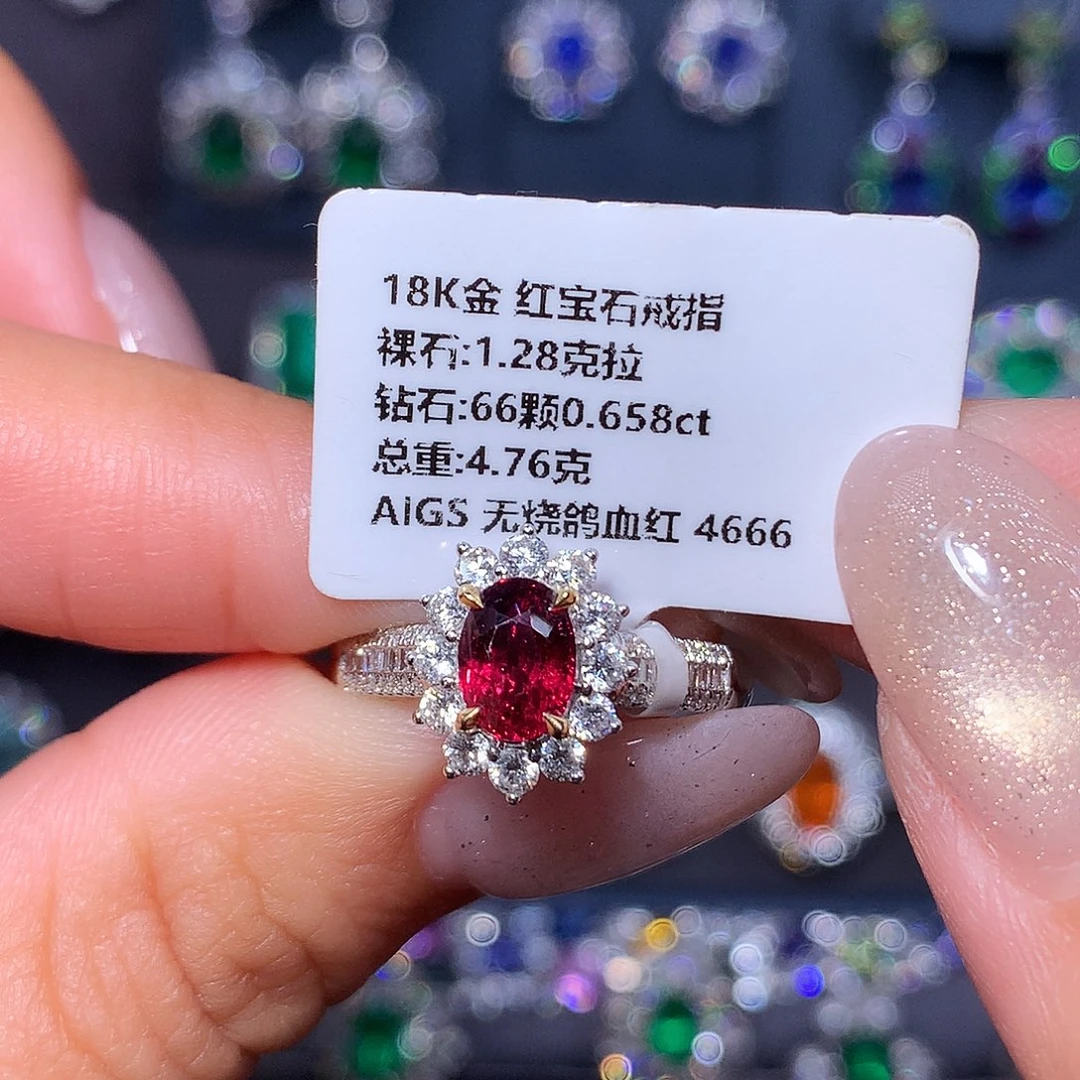 18K金 红宝石戒指
裸石:1.28克拉
钻石:66颗0.658ct
总重:4.76克
AIGS 无烧鸽血红 4666